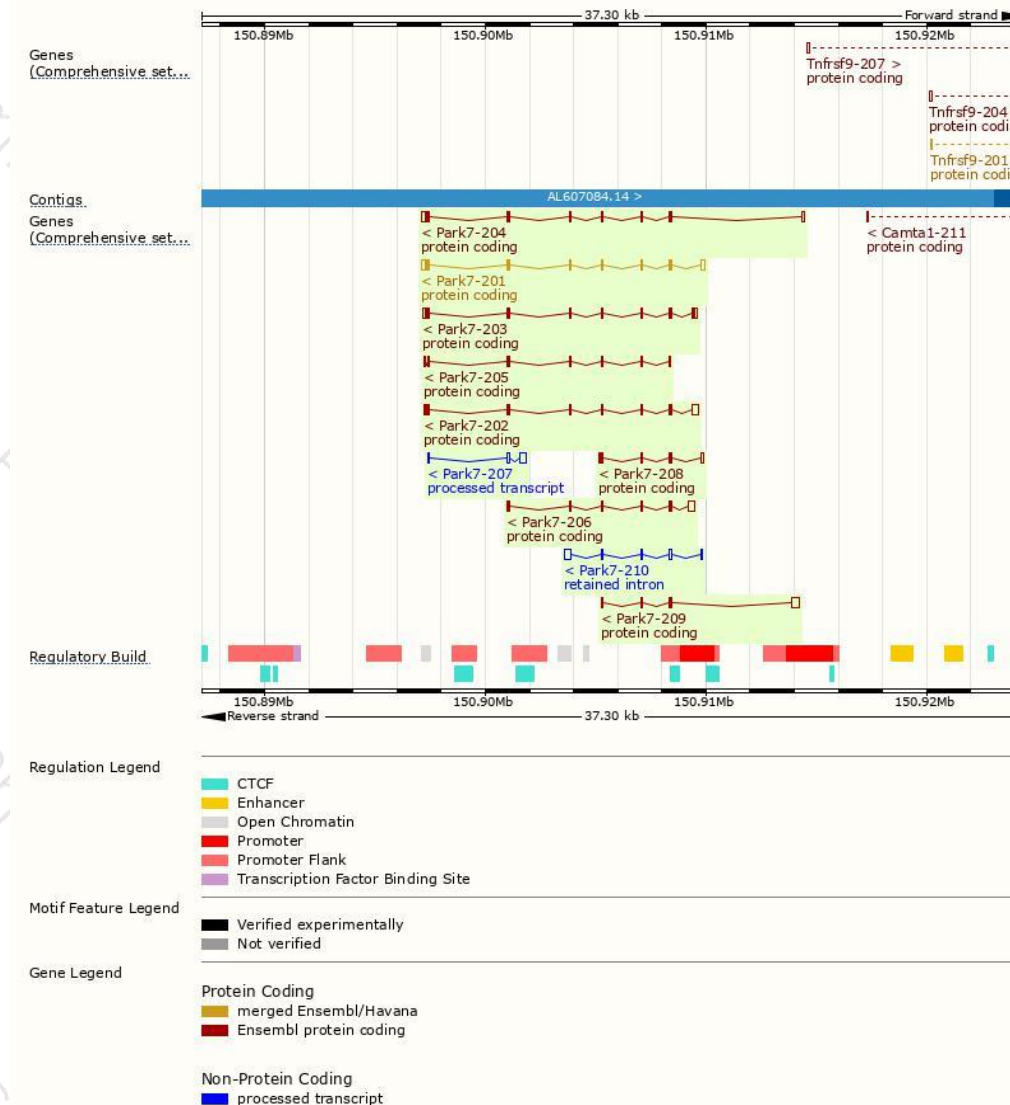 37.30 kb
Forward strand
150.89Mb 150.90Mb 150.91Mb 150.92Mb
Genes
(Comprehensive set...
Tnfrsf9-207 >
protein coding
Tnfrsf9-204
protein codi
Tnfrsf9-201
protein codi
Contigs
AL607084.14 >
Genes
(Comprehensive set...
< Park7-204
protein coding
< Camta1-211
protein coding
< Park7-201
protein coding
< Park7-203
protein coding
< Park7-205
protein coding
< Park7-202
protein coding
< Park7-207
processed transcript
< Park7-208
protein coding
< Park7-206
protein coding
< Park7-210
retained intron
< Park7-209
protein coding
Regulatory Build
150.89Mb 150.90Mb 150.91Mb 150.92Mb
Reverse strand
37.30 kb
Regulation Legend
CTCF
Enhancer
Open Chromatin
Promoter
Promoter Flank
Transcription Factor Binding Site
Motif Feature Legend
Verified experimentally
Not verified
Gene Legend
Protein Coding
merged Ensembl/Havana
Ensembl protein coding
Non-Protein Coding
processed transcript